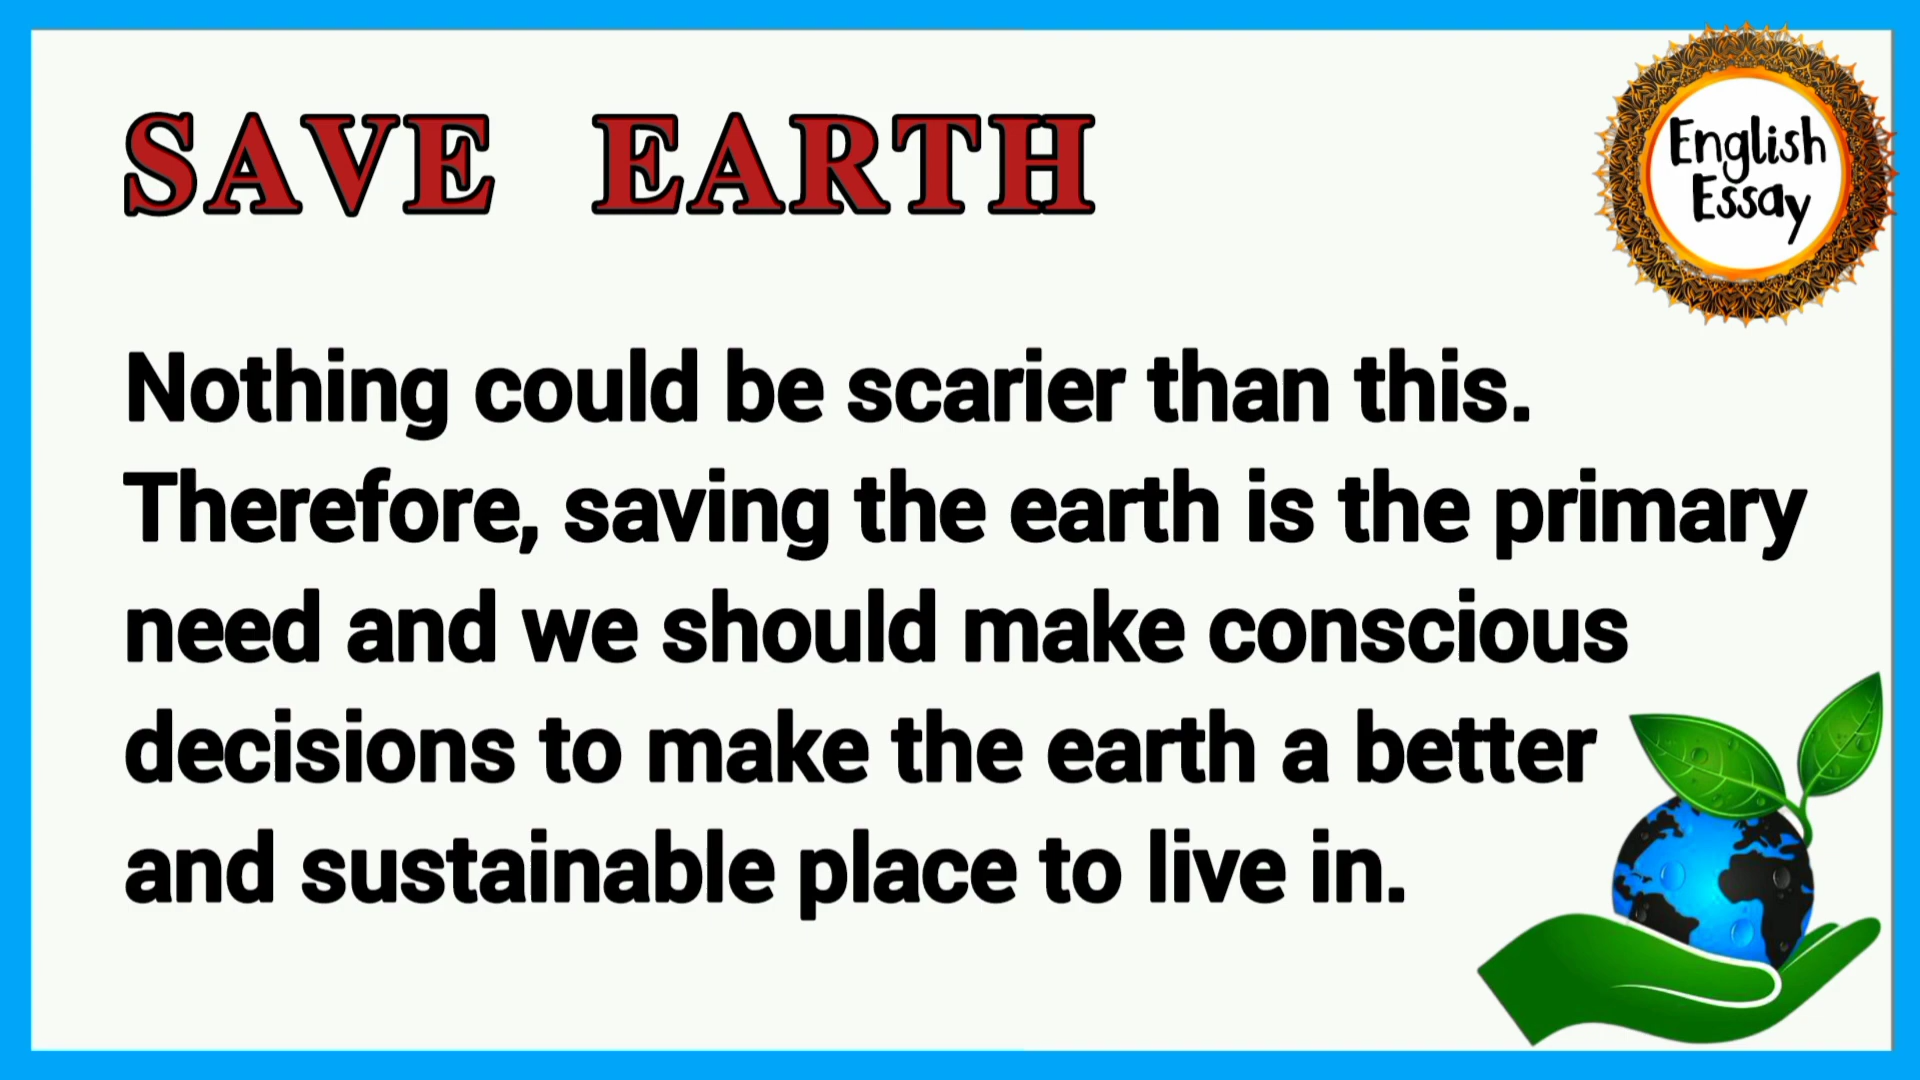 SAVE EARTH
English
Essay
Nothing could be scarier than this.
Therefore, saving the earth is the primary
need and we should make conscious
decisions to make the earth a better
and sustainable place to live in.